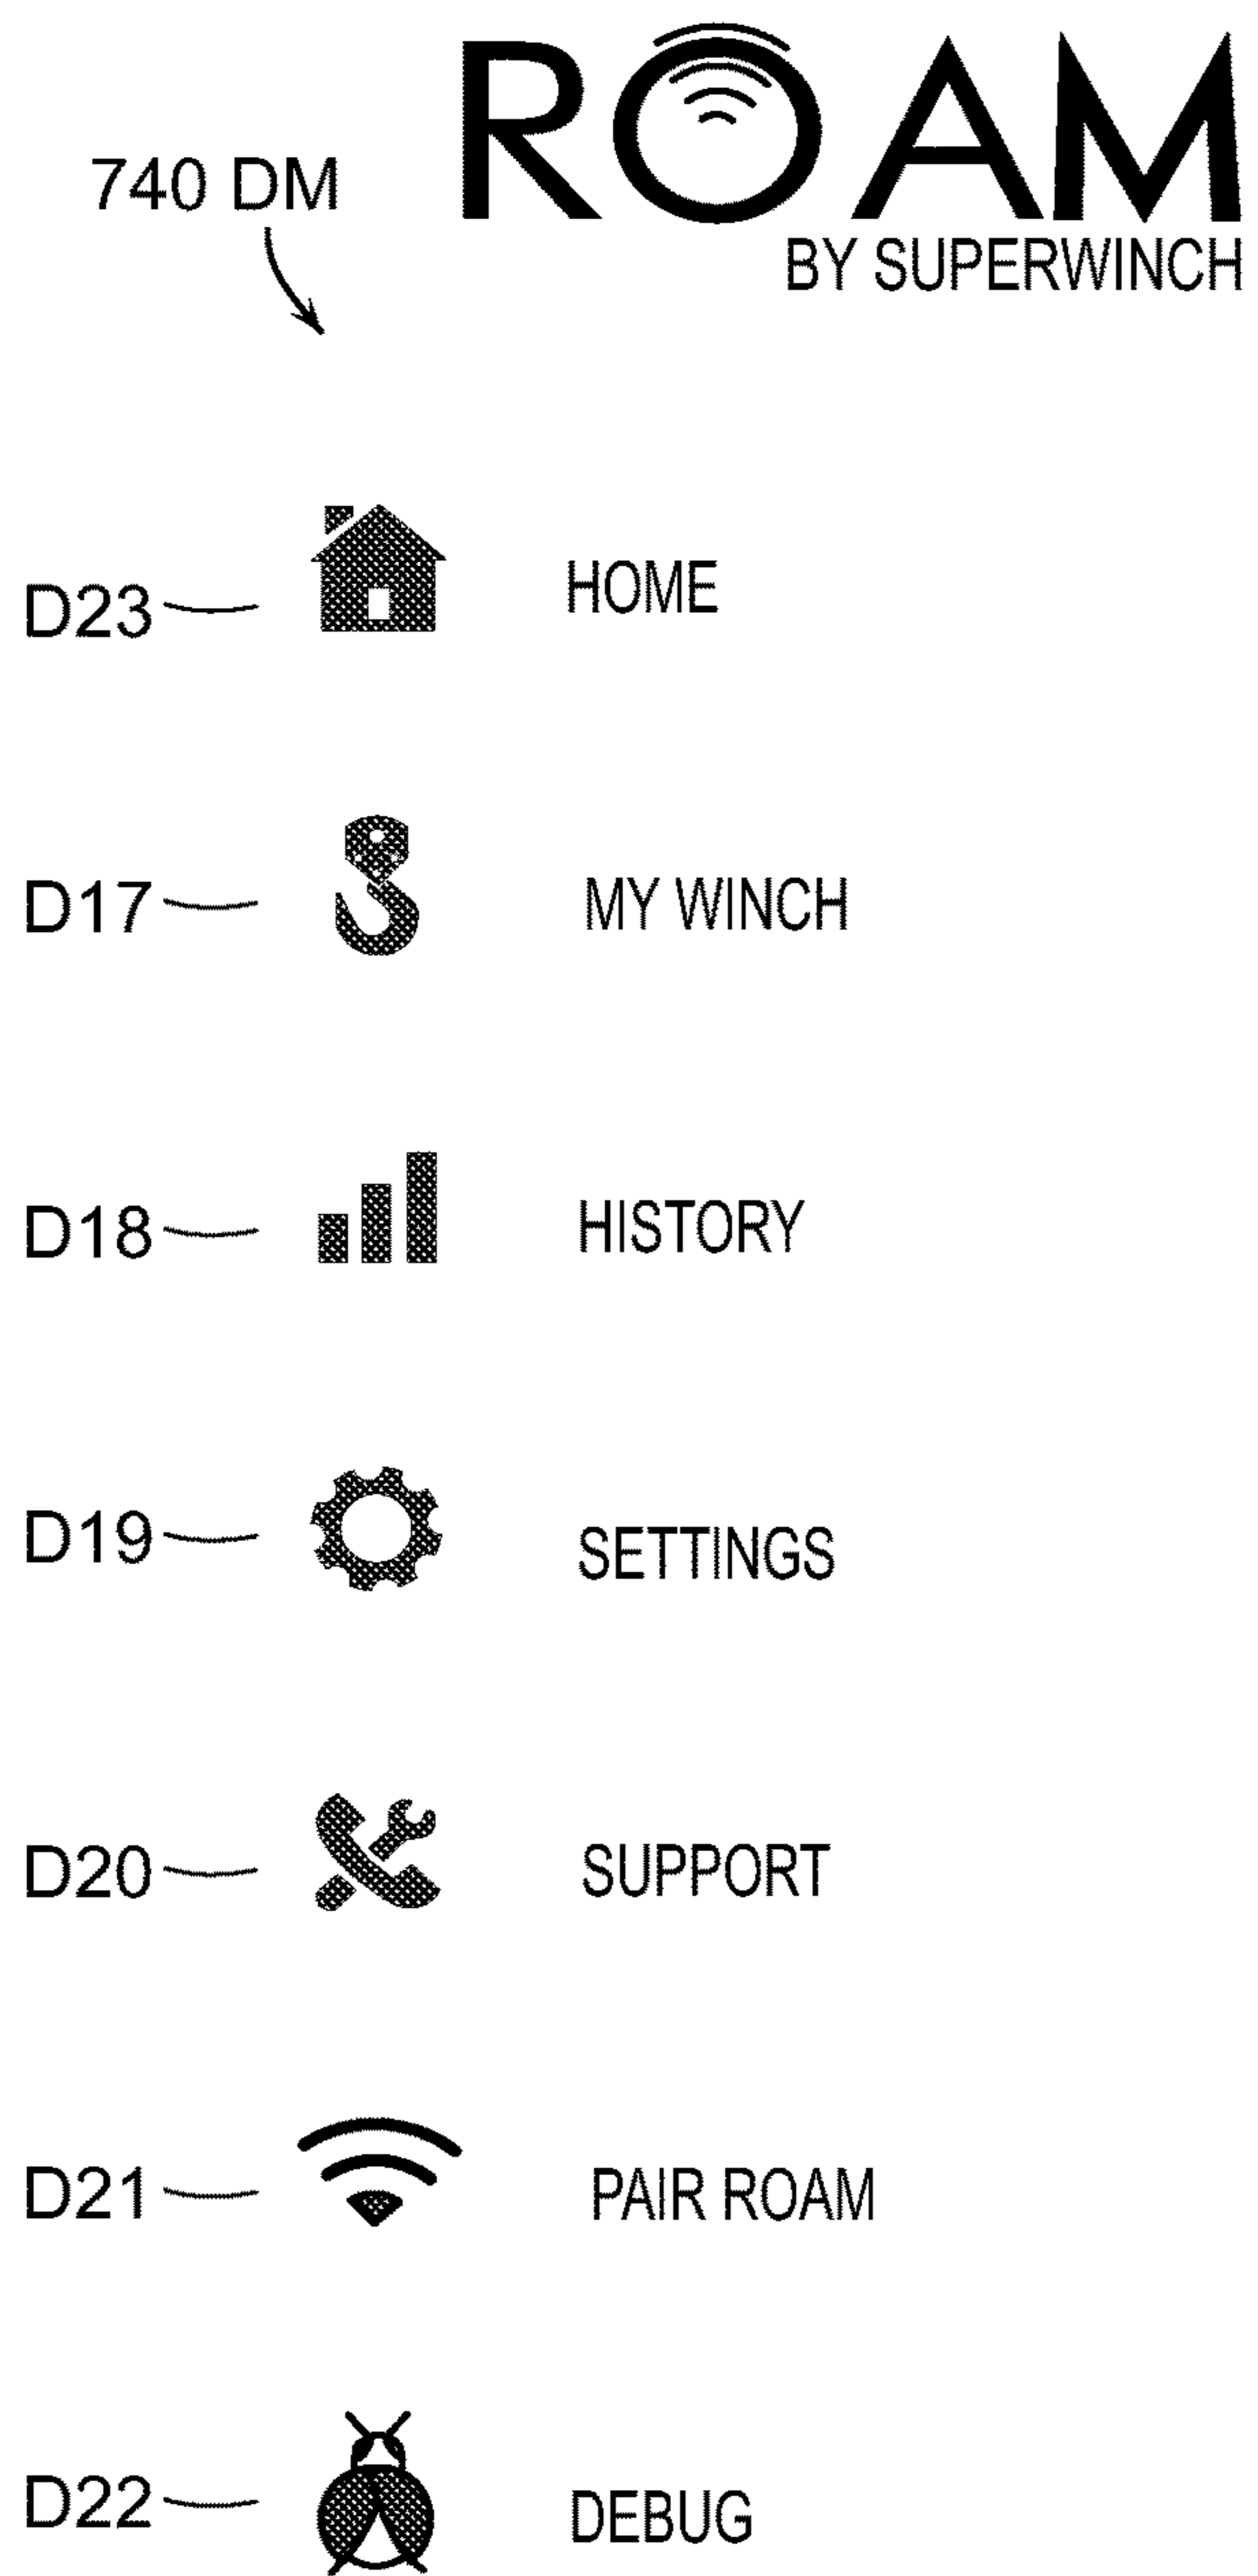 ROAM
740 DM
BY SUPERWINCH
D23 HOME
D17 MY WINCH
D18 HISTORY
D19 SETTINGS
D20 SUPPORT
D21 PAIR ROAM
D22 DEBUG